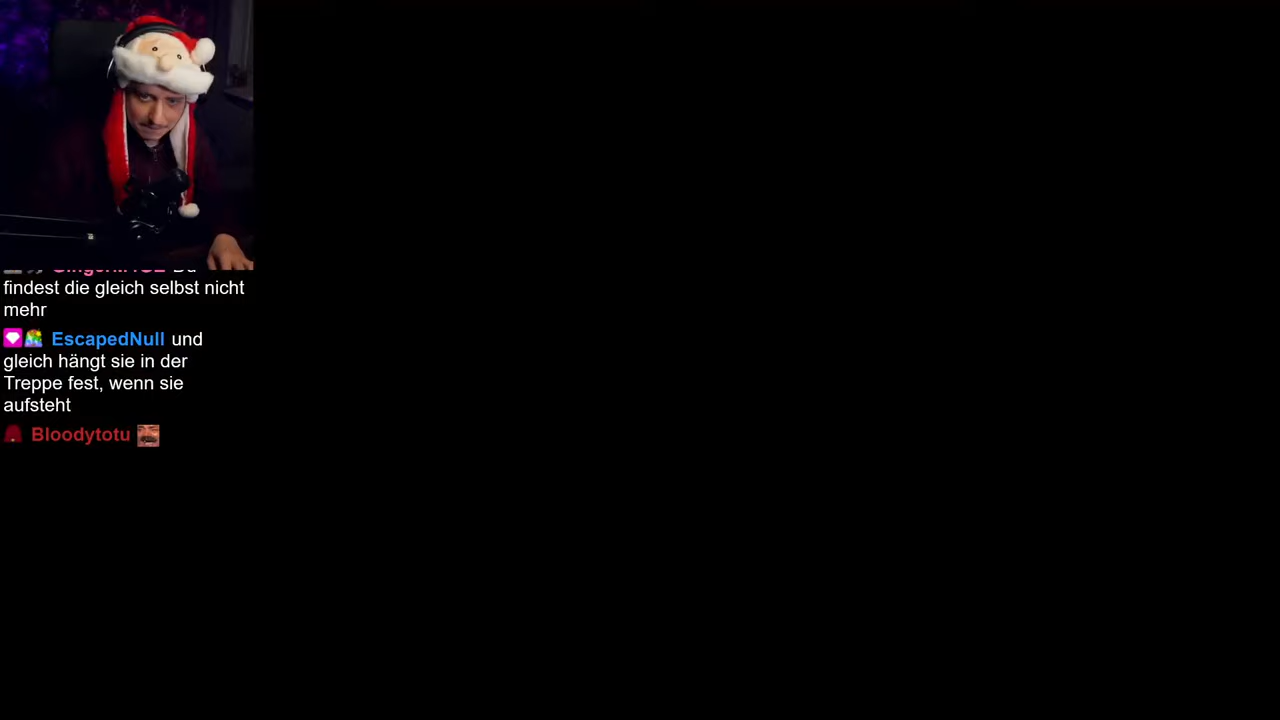 findest die gleich selbst nicht
mehr
EscapedNull und
gleich hängt sie in der
Treppe fest, wenn sie
aufsteht
Bloodytotu